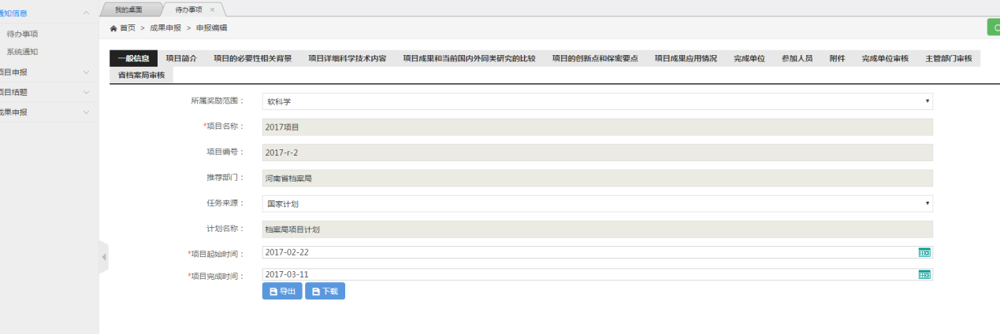 我的桌面 待办事项 ×
通知信息
首页 > 成果申报 > 申报编辑
待办事项
系统通知
项目申报
项目结题
成果申报
一般信息 项目简介 项目的必要性相关背景 项目详细科学技术内容 项目成果和当前国内外同类研究的比较 项目的创新点和保密要点 项目成果应用情况 完成单位 参加人员 附件 完成单位审核 主管部门审核
省档案局审核
所属奖励范围: 软科学
*项目名称: 2017项目
项目编号: 2017-r-2
推荐部门: 河南省档案局
任务来源: 国家计划
计划名称: 档案局项目计划
*项目起始时间: 2017-02-22
*项目完成时间: 2017-03-11
导出 下载